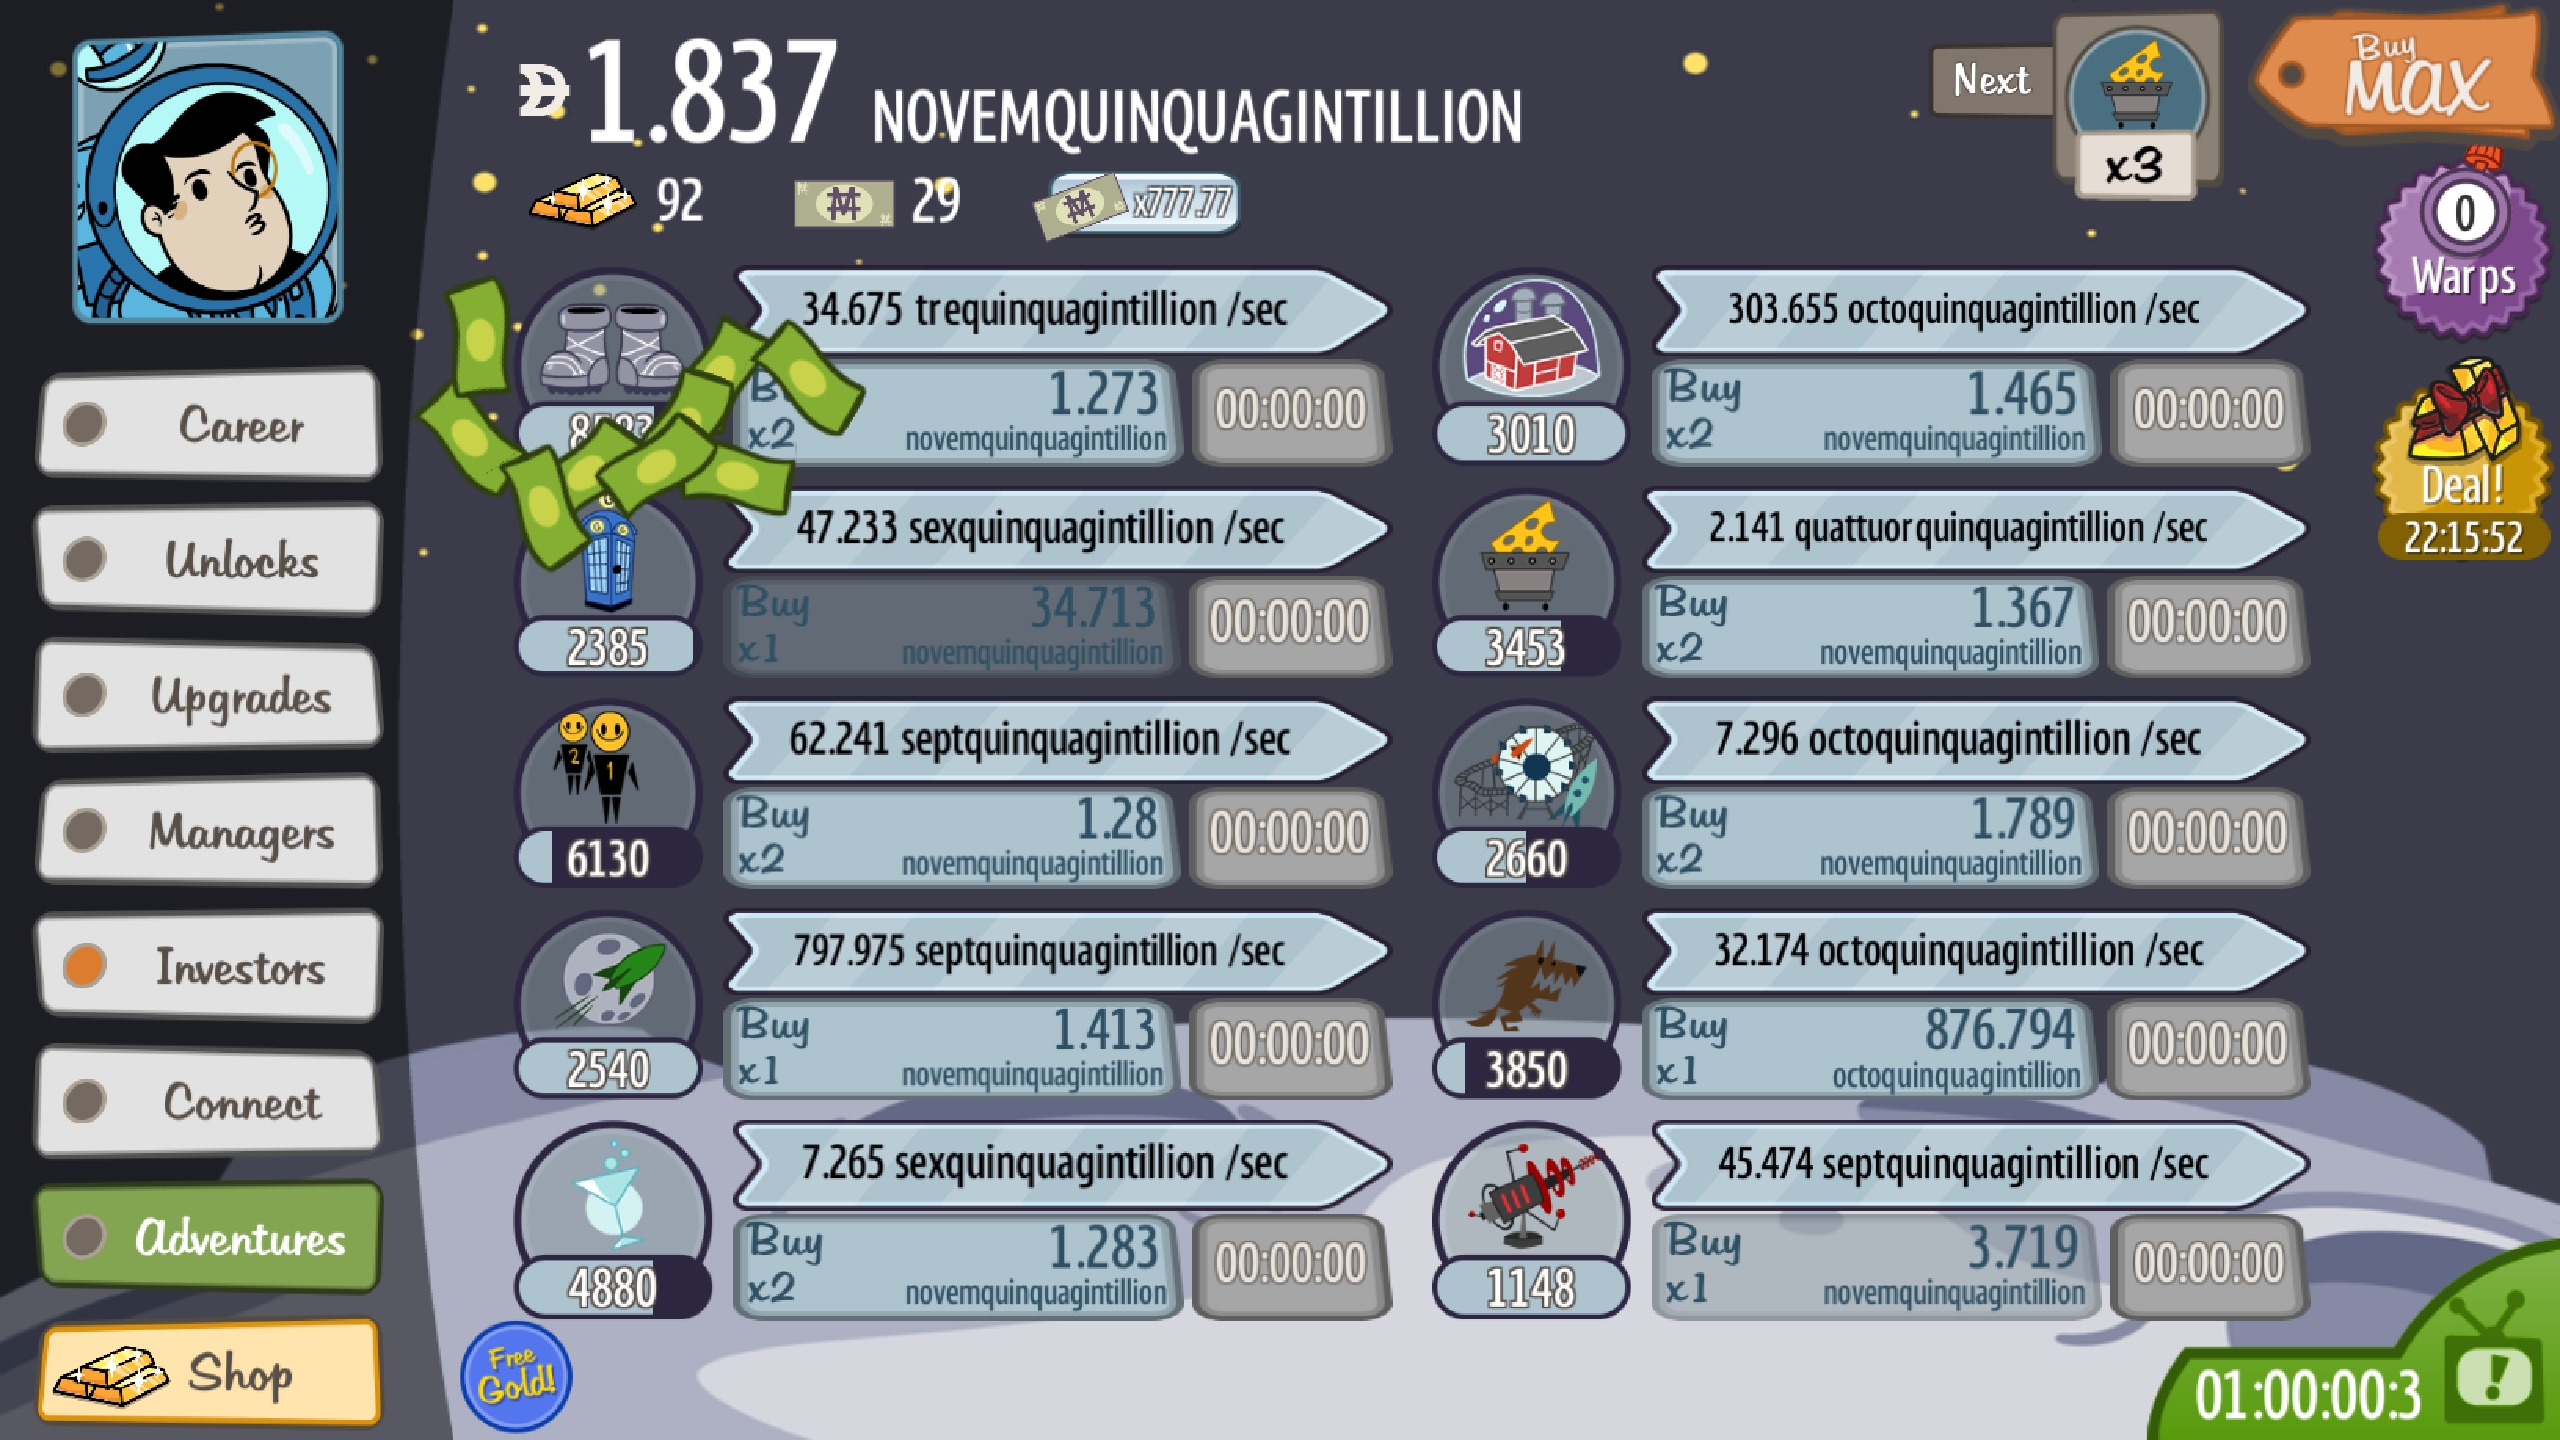 1.837 NOVEMQUINQUAGINTILLION
92 29 x777.77
Next
x3
Buy
MAX
0
Warps
Deal!
22:15:52
Career
Unlocks
Upgrades
Managers
Investors
Connect
Adventures
Shop
34.675 trequinquagintillion /sec
x2
1.273
novemquinquagintillion
00:00:00
303.655 octoquinquagintillion /sec
3010
Buy
x2
1.465
novemquinquagintillion
00:00:00
47.233 sexquinquagintillion /sec
2385
Buy
x1
34.713
novemquinquagintillion
00:00:00
2.141 quattuorquinquagintillion /sec
3453
Buy
x2
1.367
novemquinquagintillion
00:00:00
2
1
62.241 septquinquagintillion /sec
6130
Buy
x2
1.28
novemquinquagintillion
00:00:00
7.296 octoquinquagintillion /sec
2660
Buy
x2
1.789
novemquinquagintillion
00:00:00
797.975 septquinquagintillion /sec
2540
Buy
x1
1.413
novemquinquagintillion
00:00:00
32.174 octoquinquagintillion /sec
3850
Buy
x1
876.794
octoquinquagintillion
00:00:00
7.265 sexquinquagintillion /sec
4880
Buy
x2
1.283
novemquinquagintillion
00:00:00
45.474 septquinquagintillion /sec
1148
Buy
x1
3.719
novemquinquagintillion
00:00:00
Free
Gold!
01:00:00:3
!